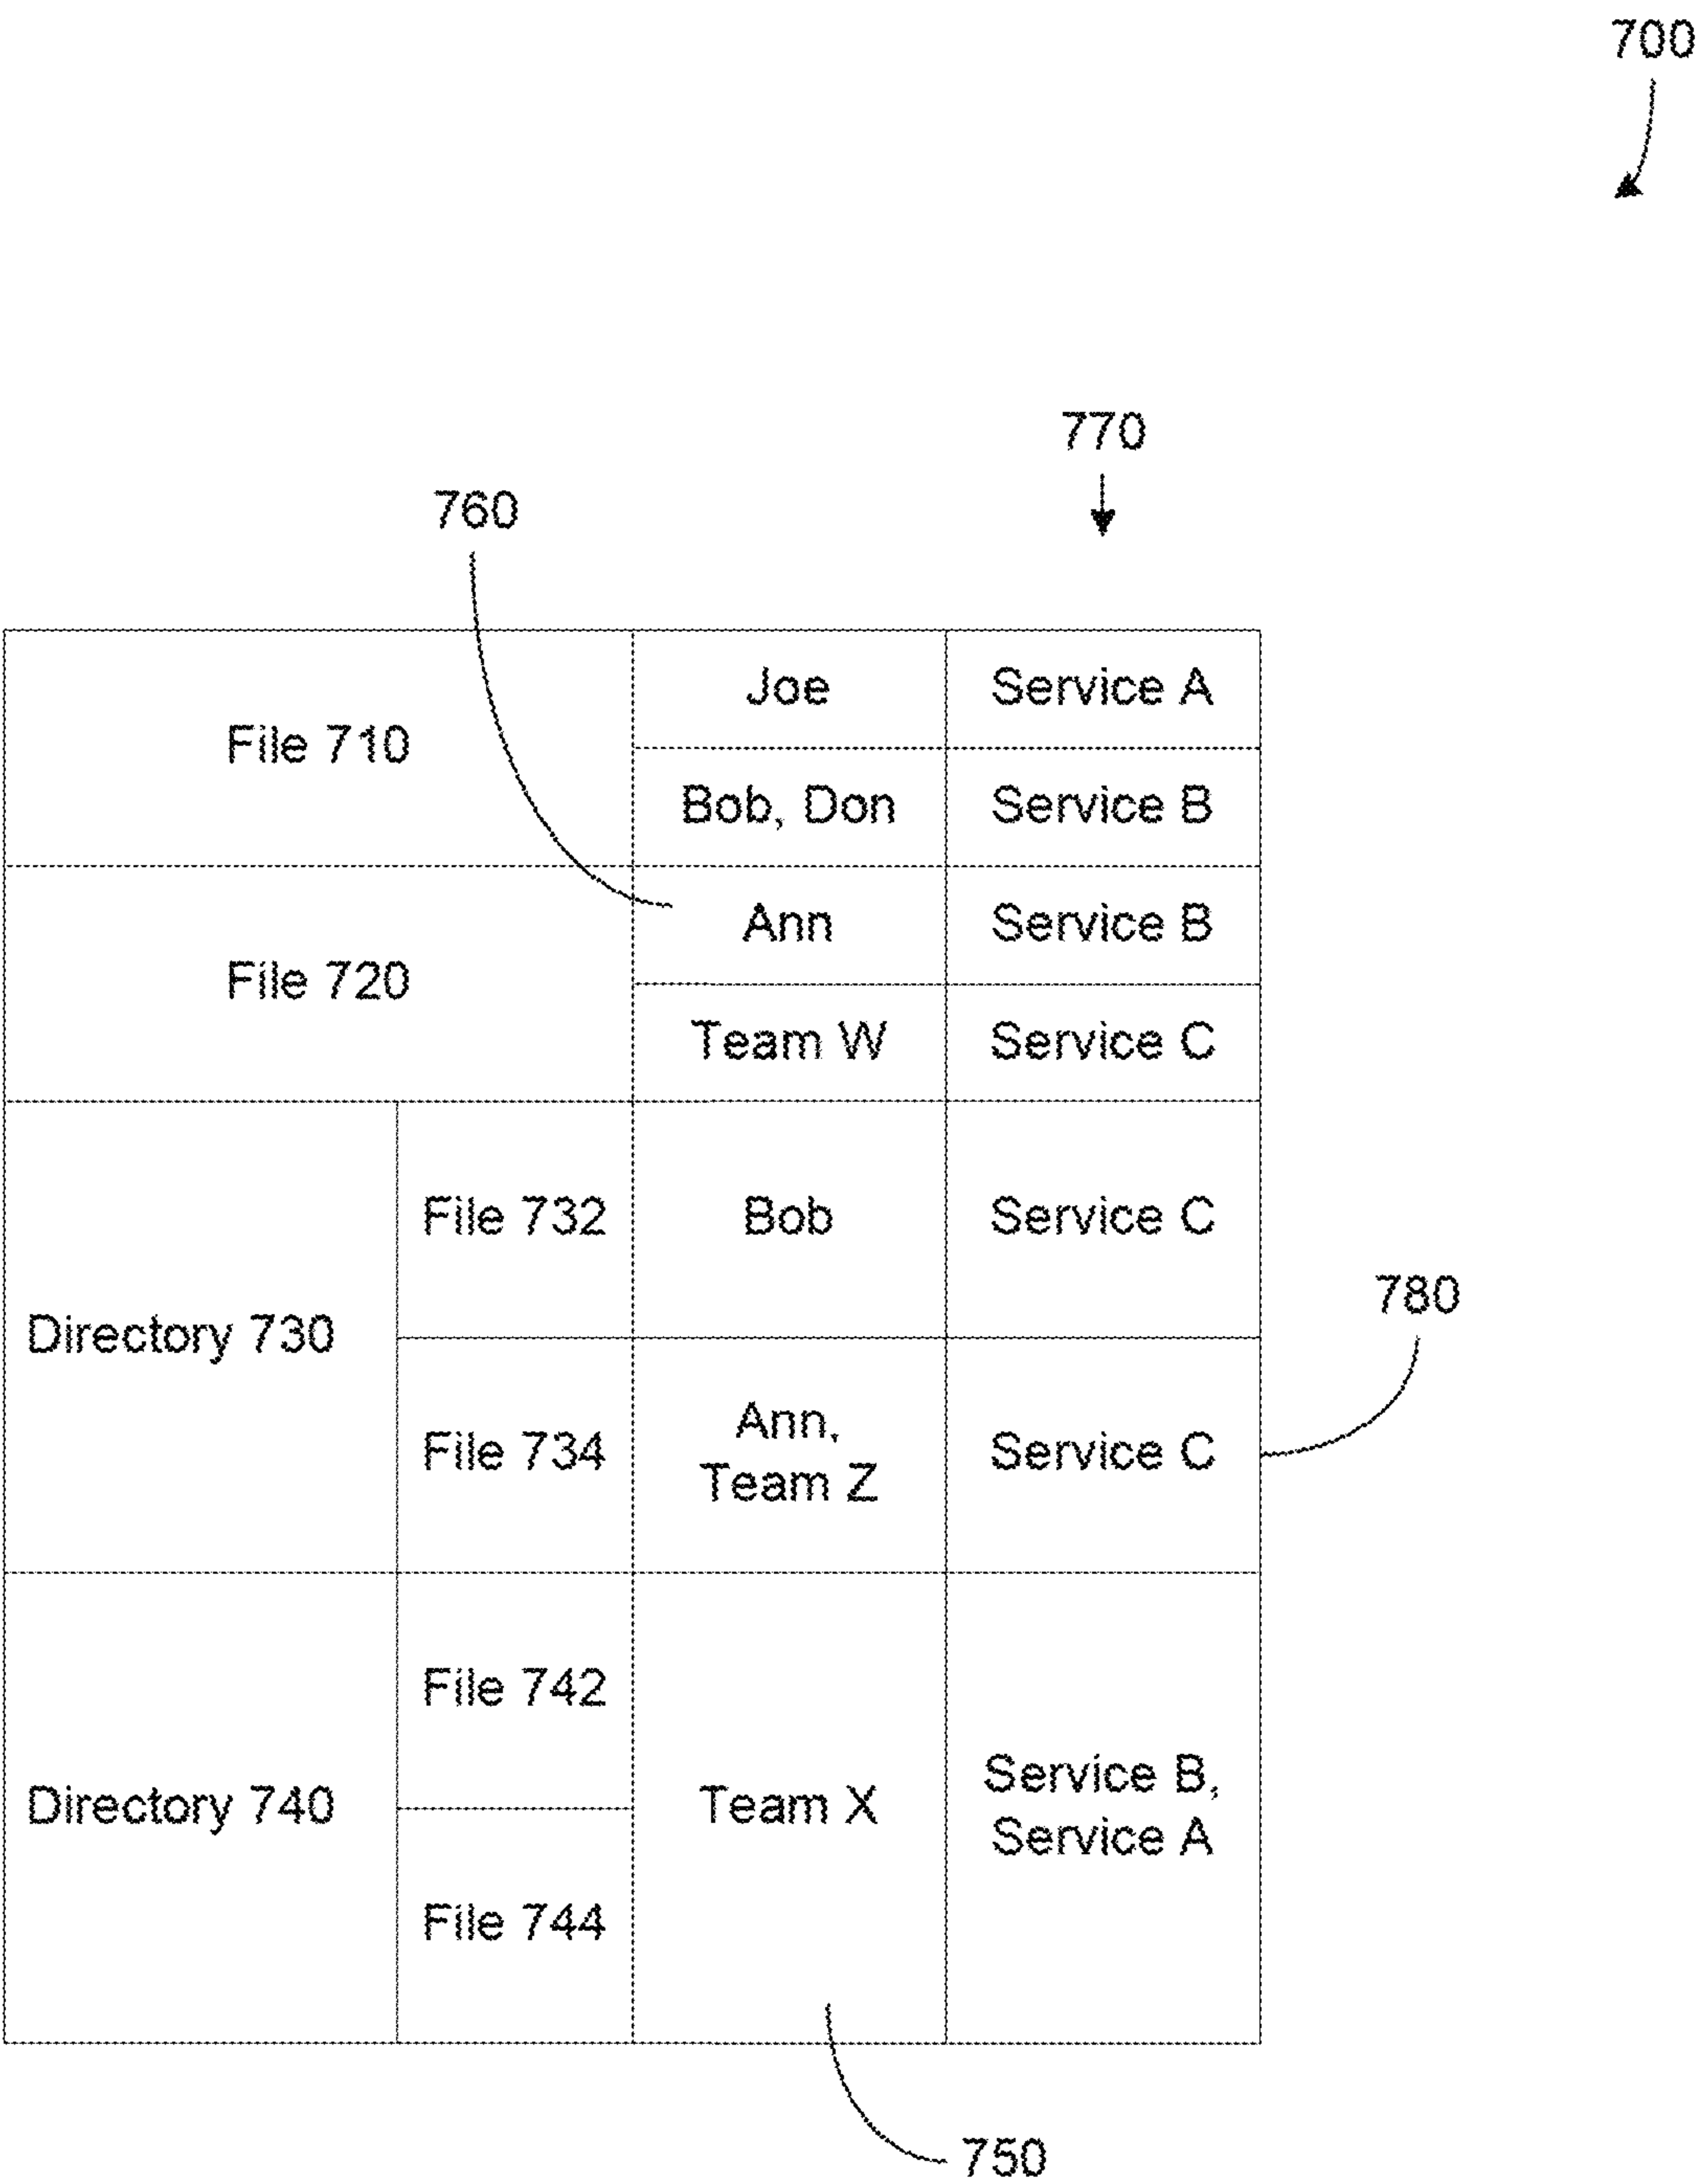 700
770
760
File 710
Joe
Service A
Bob, Don
Service B
File 720
Ann
Service B
Team W
Service C
Directory 730
File 732
Bob
Service C
File 734
Ann,
Team Z
Service C
780
Directory 740
File 742
File 744
Team X
Service B,
Service A
750